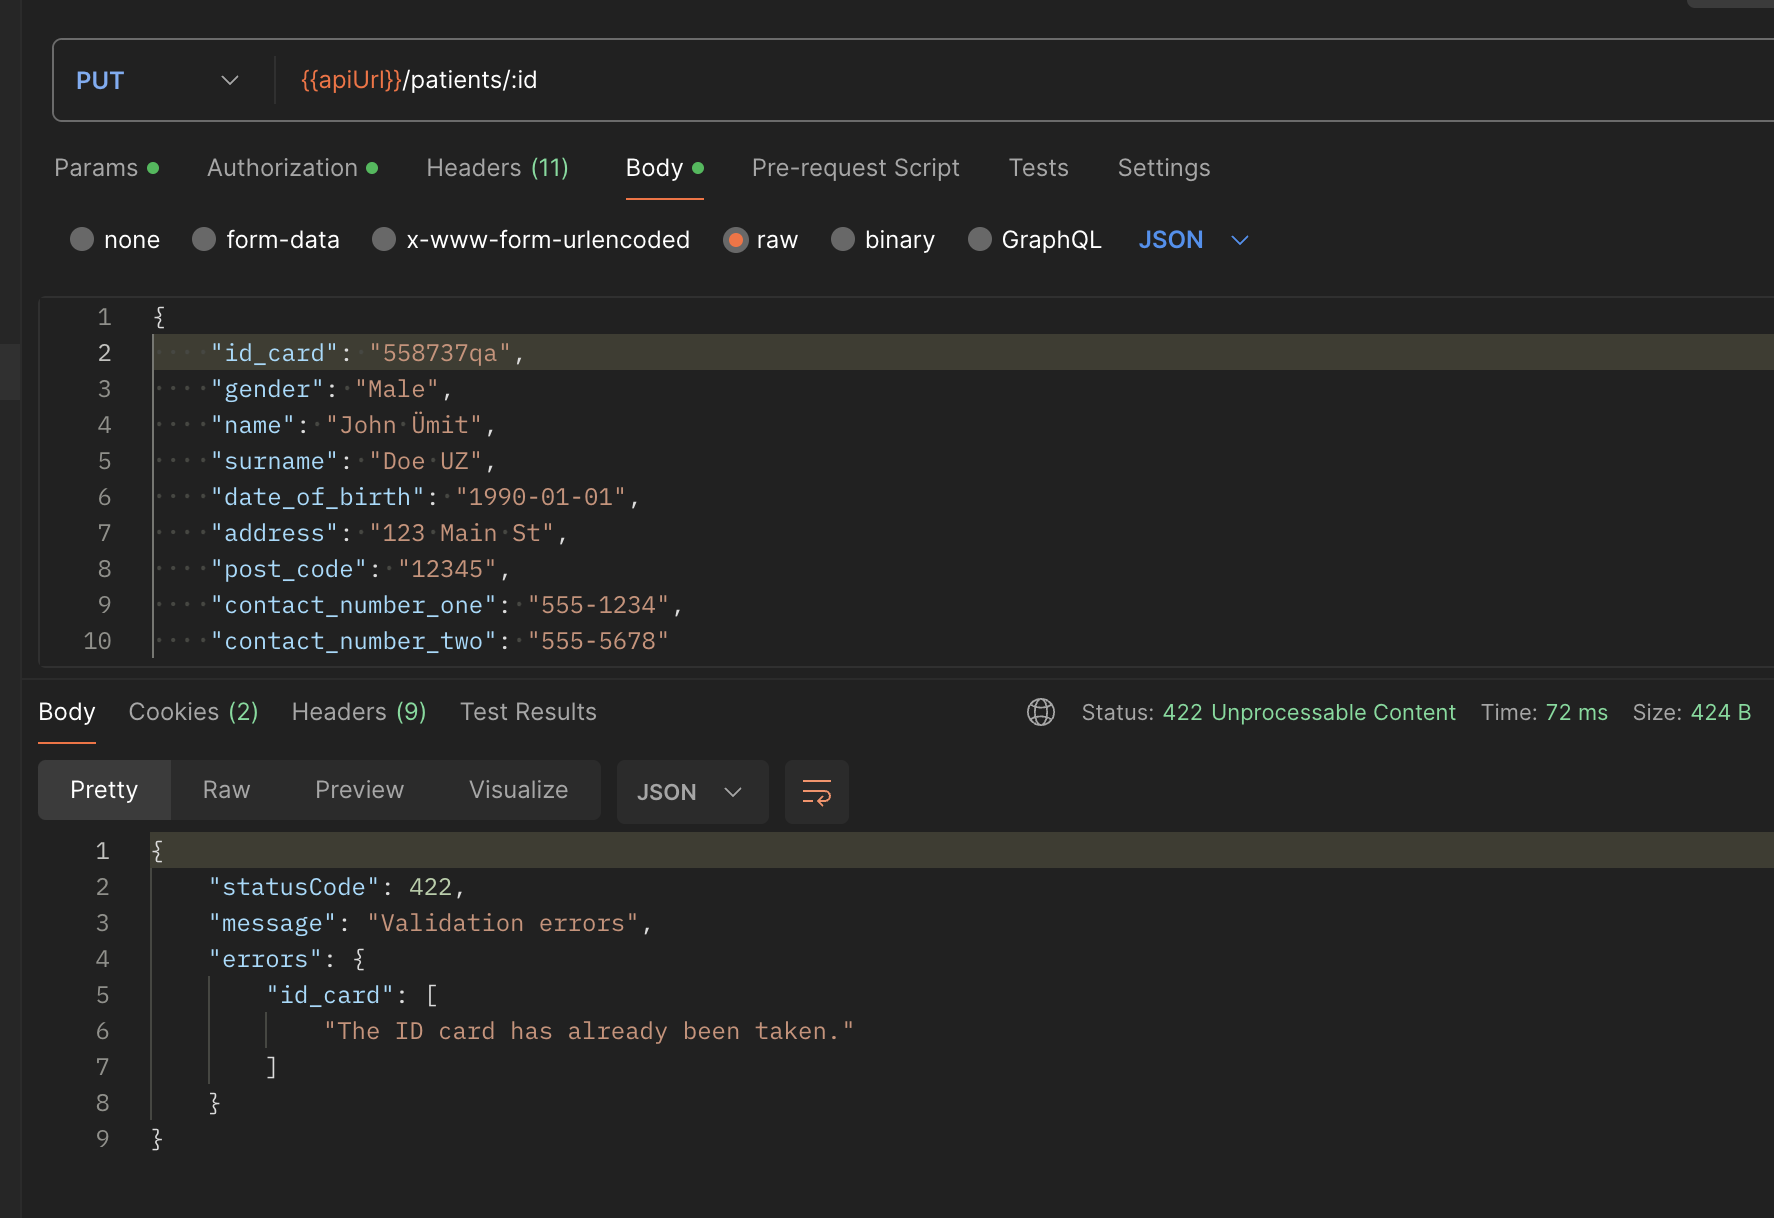 PUT {{apiUrl}}/patients/:id
Params Authorization Headers (11) Body Pre-request Script Tests Settings
none form-data x-www-form-urlencoded raw binary GraphQL JSON
1 {
2 "id_card": "558737qa",
3 "gender": "Male",
4 "name": "John Ümit",
5 "surname": "Doe UZ",
6 "date_of_birth": "1990-01-01",
7 "address": "123 Main St",
8 "post_code": "12345",
9 "contact_number_one": "555-1234",
10 "contact_number_two": "555-5678"
Body Cookies (2) Headers (9) Test Results Status: 422 Unprocessable Content Time: 72 ms Size: 424 B
Pretty Raw Preview Visualize JSON
1 {
2 "statusCode": 422,
3 "message": "Validation errors",
4 "errors": {
5 "id_card": [
6 "The ID card has already been taken."
7 ]
8 }
9 }